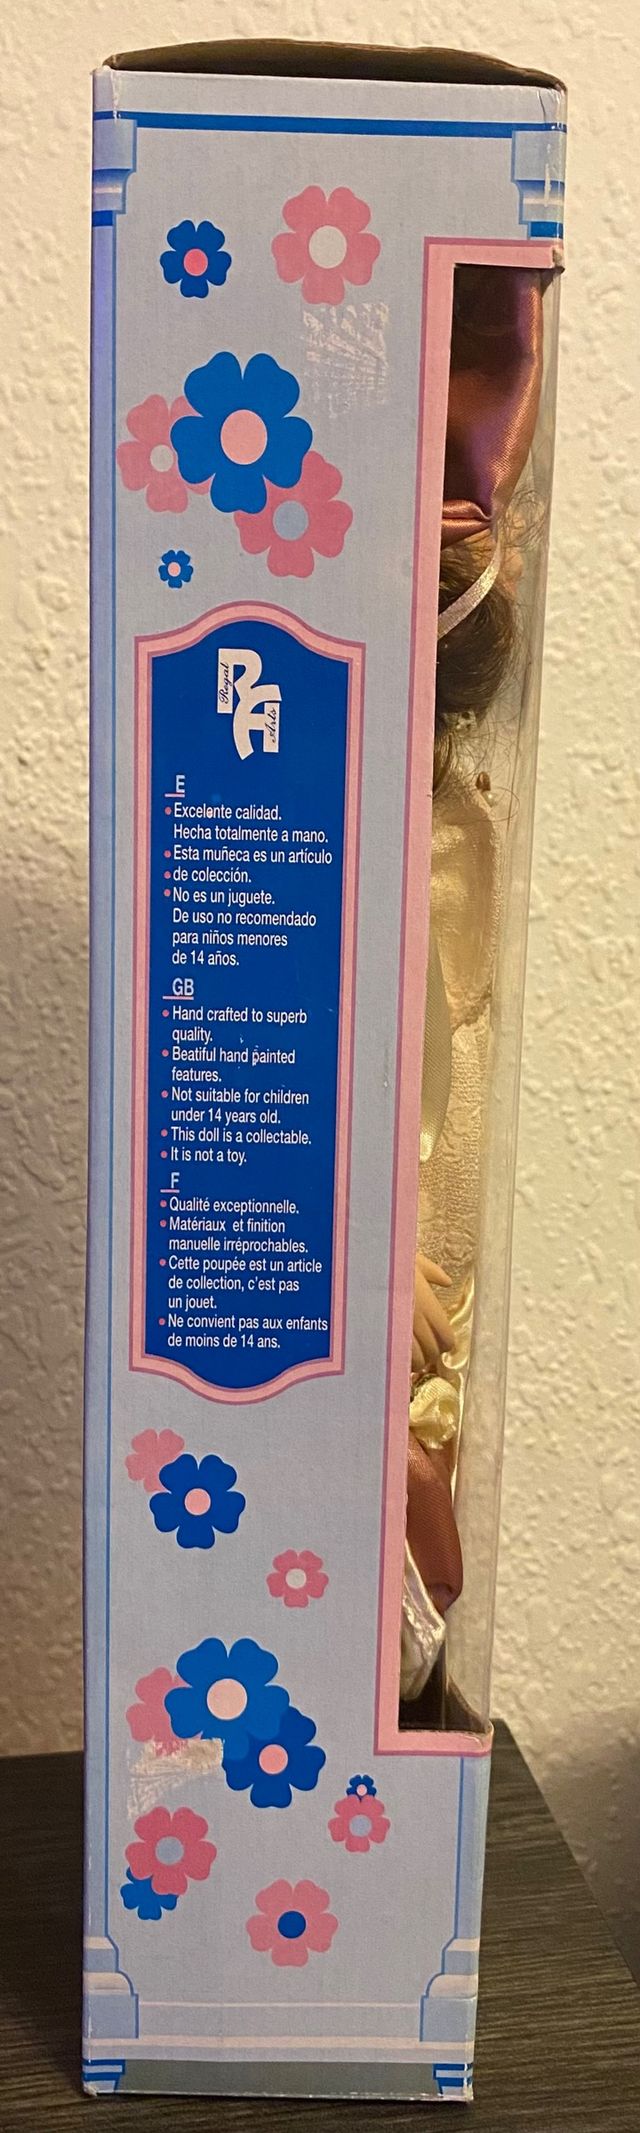 Regal
RA
Arts
E
• Excelente calidad.
Hecha totalmente a mano.
• Esta muñeca es un artículo
• de colección.
• No es un juguete.
De uso no recomendado
para niños menores
de 14 años.
GB
• Hand crafted to superb
quality.
• Beatiful hand painted
features.
• Not suitable for children
under 14 years old.
• This doll is a collectable.
• It is not a toy.
F
• Qualité exceptionnelle.
• Matériaux et finition
manuelle irréprochables.
• Cette poupée est un article
de collection, c'est pas
un jouet.
• Ne convient pas aux enfants
de moins de 14 ans.